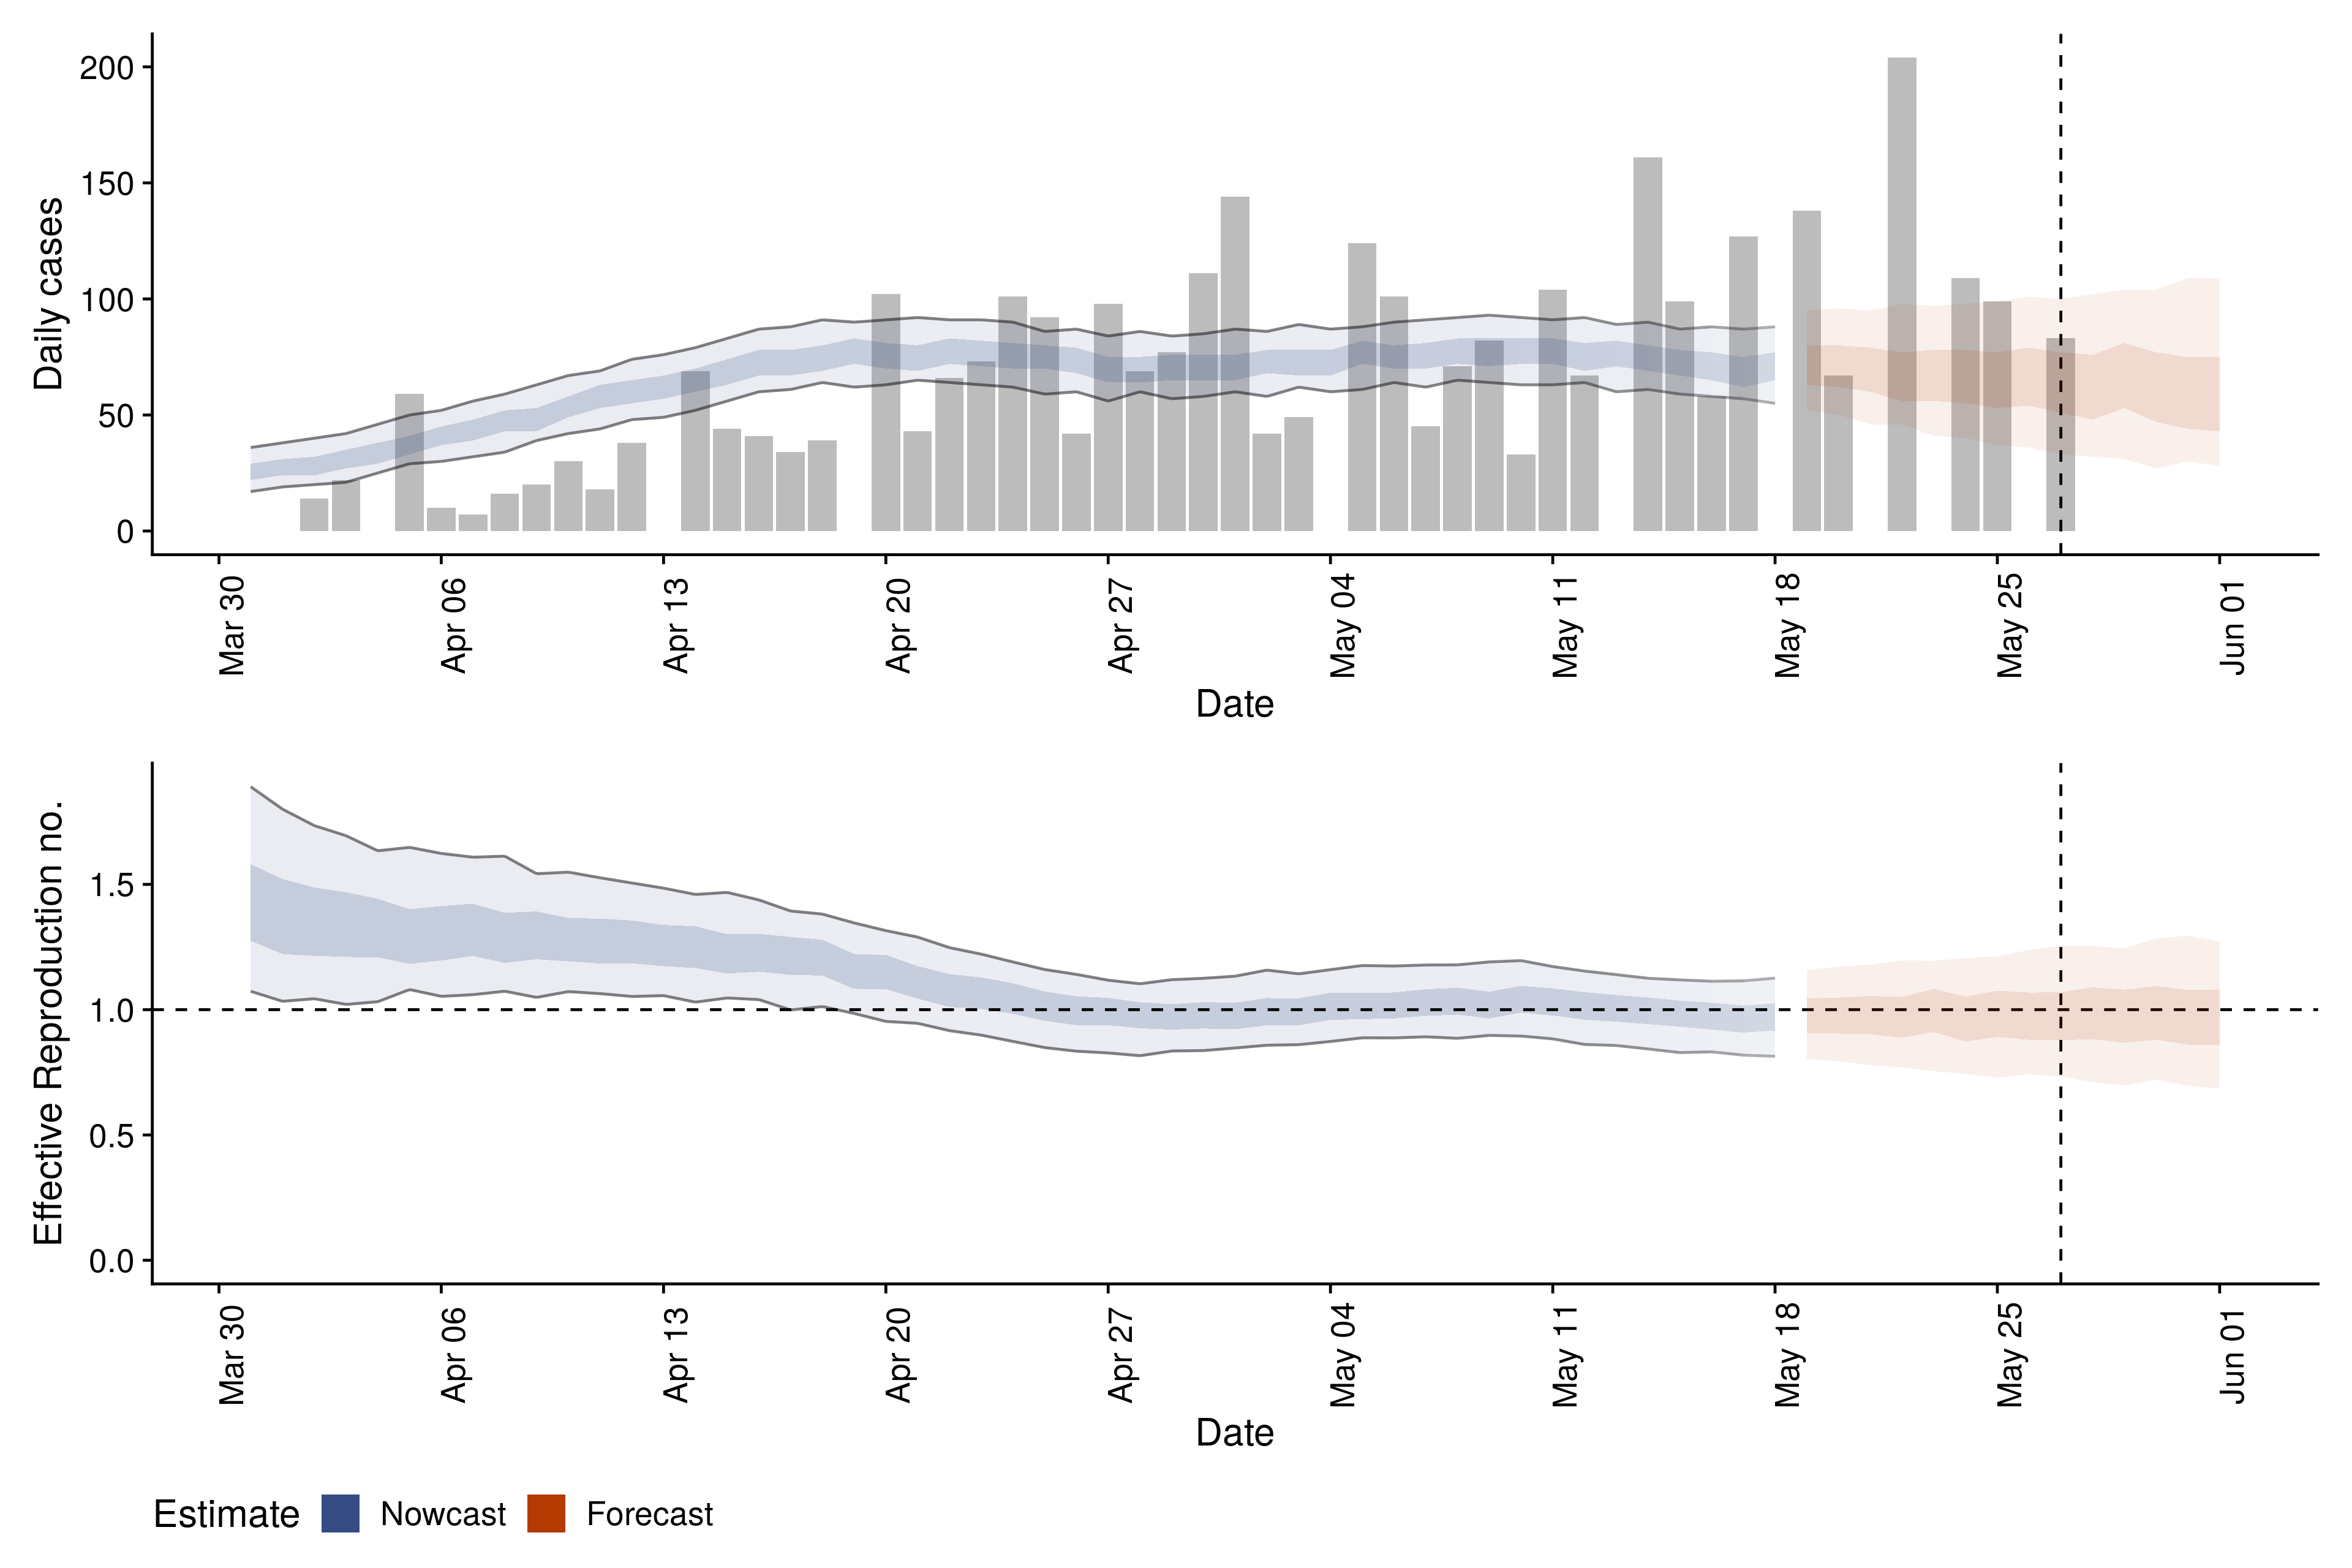 Daily cases
200
150
100
50
0
Mar 30
Apr 06
Apr 13
Apr 20
Apr 27
May 04
May 11
May 18
May 25
Jun 01
Date
Effective Reproduction no.
1.5
1.0
0.5
0.0
Mar 30
Apr 06
Apr 13
Apr 20
Apr 27
May 04
May 11
May 18
May 25
Jun 01
Date
Estimate Nowcast Forecast